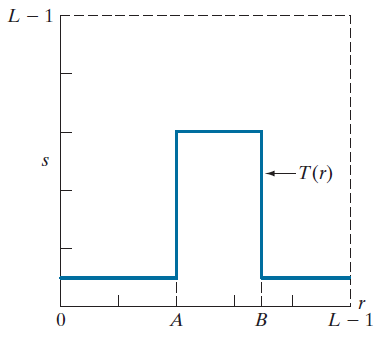 L – 1
s
T(r)
r
0 A B L – 1